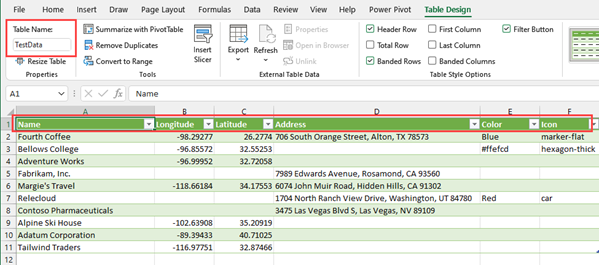 File Home Insert Draw Page Layout Formulas Data Review View Help Power Pivot Table Design
Table Name:
TestData
Resize Table
Properties
Summarize with PivotTable
Remove Duplicates
Convert to Range
Tools
Insert Slicer
Export
Refresh
Properties
Open in Browser
Unlink
External Table Data
Header Row
Total Row
Banded Rows
First Column
Last Column
Banded Columns
Filter Button
Table Style Options
A1 fx Name
A B C D E F
1 Name Longitude Latitude Address Color Icon
2 Fourth Coffee -98.29277 26.2774 706 South Orange Street, Alton, TX 78573 Blue marker-flat
3 Bellows College -96.85572 32.55253 #ffefcd hexagon-thick
4 Adventure Works -96.99952 32.72058
5 Fabrikam, Inc. 7989 Edwards Avenue, Rosamond, CA 93560
6 Margie's Travel -118.66184 34.17553 6074 John Muir Road, Hidden Hills, CA 91302
7 Relecloud 1704 North Ranch View Drive, Washington, UT 84780 Red car
8 Contoso Pharmaceuticals 3475 Las Vegas Blvd S, Las Vegas, NV 89109
9 Alpine Ski House -102.63908 35.20919
10 Adatum Corporation -89.39433 40.71025
11 Tailwind Traders -116.97751 32.87466